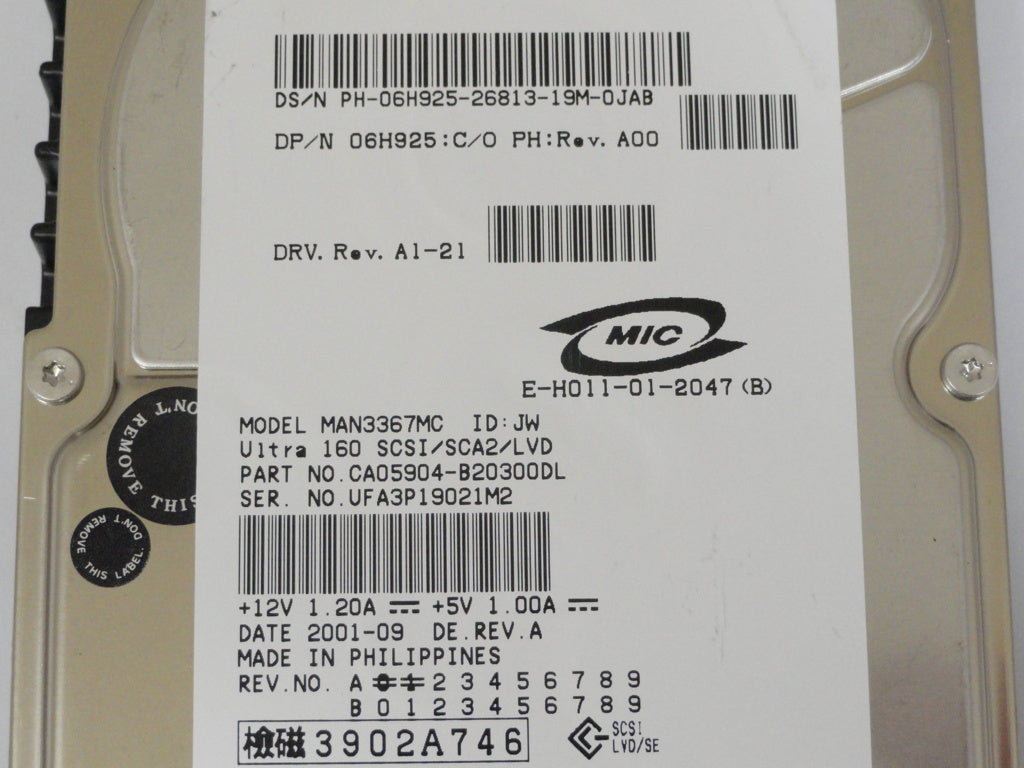 DS/N PH-06H925-26813-19M-0JAB
DP/N 06H925:C/O PH:Rev. A00
DRV. Rev. A1-21
MIC
E-H011-01-2047 (B)
MODEL MAN3367MC ID:JW
Ultra 160 SCSI/SCA2/LVD
PART NO.CA05904-B20300DL
SER. NO.UFA3P19021M2
+12V 1.20A +5V 1.00A
DATE 2001-09 DE.REV.A
MADE IN PHILIPPINES
REV.NO. A 0 1 2 3 4 5 6 7 8 9
B 0 1 2 3 4 5 6 7 8 9
検磁 3902A746
SCSI
LVD/SE
DON'T REMOVE THIS
DON'T REMOVE THIS LABEL.